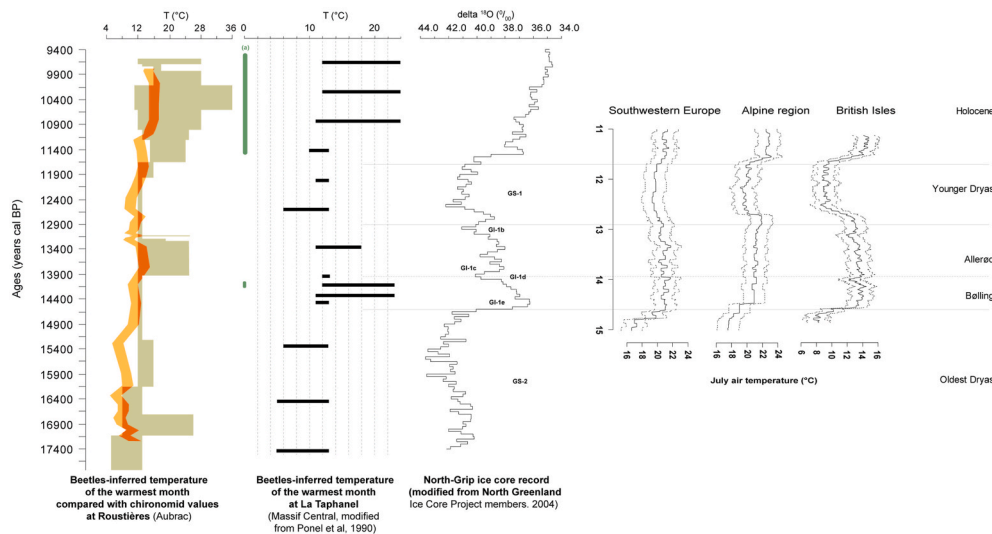 T (°C)
4 12 20 28 36
T (°C)
0 10 20
delta ¹⁸O (⁰/₀₀)
44.0 42.0 40.0 38.0 36.0 34.0
(a)
Ages (years cal BP)
9400
9900
10400
10900
11400
11900
12400
12900
13400
13900
14400
14900
15400
15900
16400
16900
17400
GS-1
GI-1b
GI-1c
GI-1d
GI-1e
GS-2
Beetles-inferred temperature
of the warmest month
compared with chironomid values
at Roustières (Aubrac)
Beetles-inferred temperature
of the warmest month
at La Taphanel
(Massif Central, modified
from Ponel et al, 1990)
North-Grip ice core record
(modified from North Greenland
Ice Core Project members. 2004)
Southwestern Europe
Alpine region
British Isles
11
12
13
14
15
16 18 20 22 24
16 18 20 22 24
6 8 10 12 14 16
July air temperature (°C)
Holocene
Younger Dryas
Allerød
Bølling
Oldest Dryas